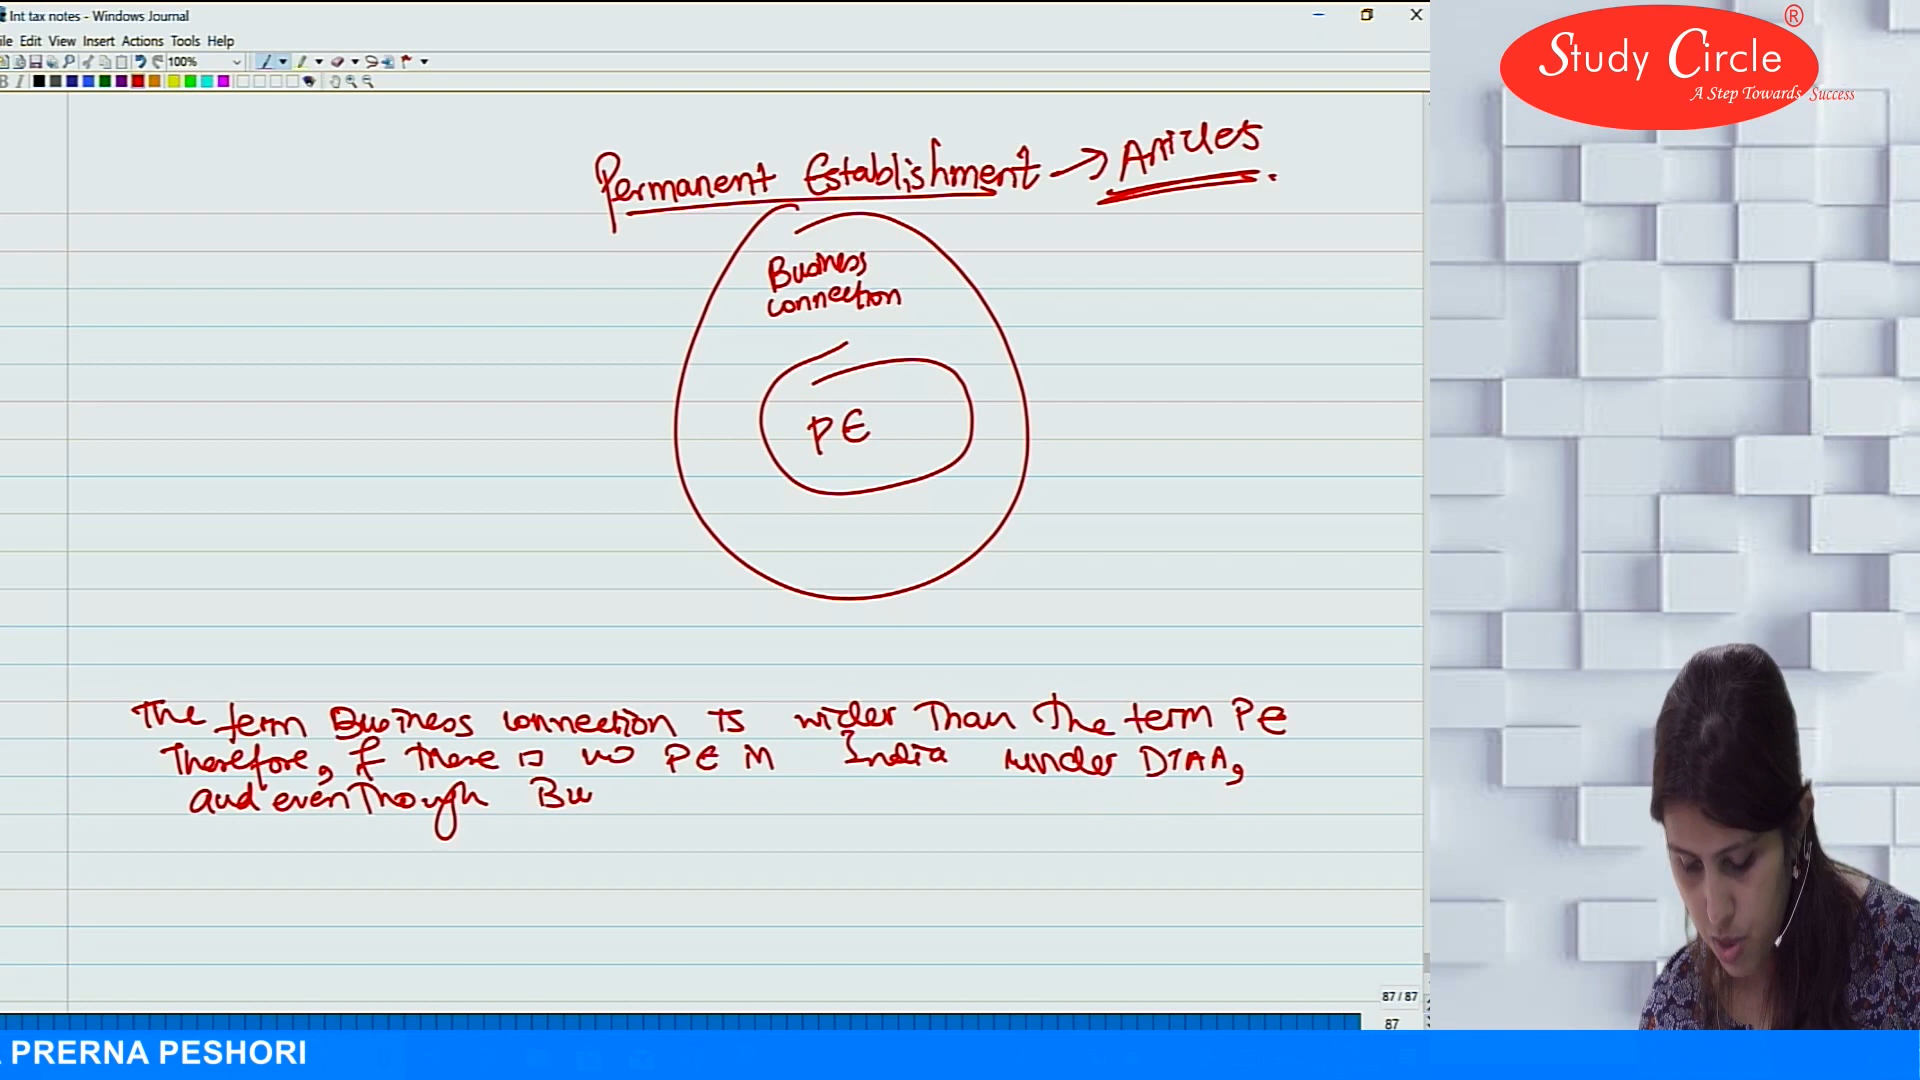 Int tax notes - Windows Journal
ile Edit View Insert Actions Tools Help
100%
B I
Study Circle ®
A Step Towards Success
Permanent Establishment → Articles.
Business
connection
PE
The term Business connection is wider than the term PE
Therefore, if there is no PE in India under DTAA,
and eventhough Bu
87 / 87
87
PRERNA PESHORI